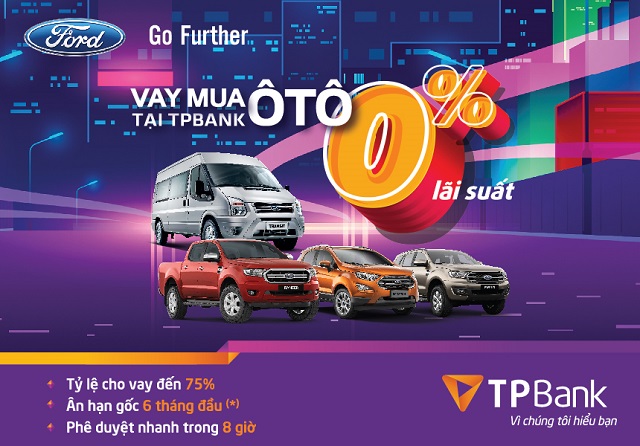 Ford
Go Further
VAY MUA
TẠI TPBANK
ÔTÔ
0%
lãi suất
Tỷ lệ cho vay đến 75%
Ân hạn gốc 6 tháng đầu (*)
Phê duyệt nhanh trong 8 giờ
TPBank
Vì chúng tôi hiểu bạn